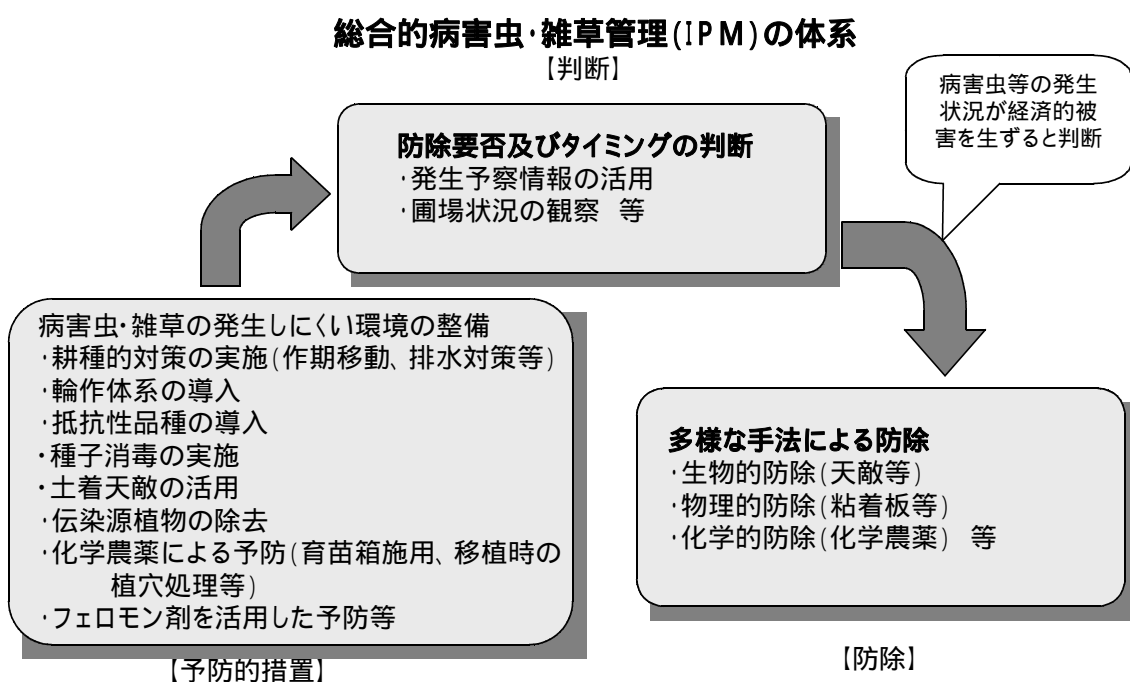 総合的病害虫･雑草管理(IPM)の体系
【判断】
病害虫等の発生
状況が経済的被
害を生ずると判断
防除要否及びタイミングの判断
･発生予察情報の活用
･圃場状況の観察 等
病害虫･雑草の発生しにくい環境の整備
･耕種的対策の実施(作期移動、排水対策等)
･輪作体系の導入
･抵抗性品種の導入
･種子消毒の実施
･土着天敵の活用
･伝染源植物の除去
･化学農薬による予防(育苗箱施用、移植時の
植穴処理等)
･フェロモン剤を活用した予防等
【予防的措置】
多様な手法による防除
･生物的防除(天敵等)
･物理的防除(粘着板等)
･化学的防除(化学農薬) 等
【防除】